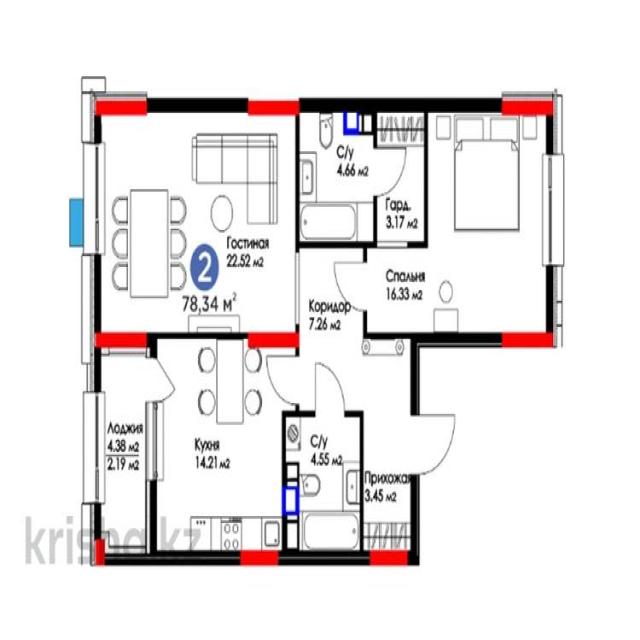 С/у
4.66 м2
Гард.
3.17 м2
Гостиная
22.52 м2
2
78,34 м²
Спальня
16.33 м2
Коридор
7.26 м2
Лоджия
4.38 м2
2.19 м2
Кухня
14.21 м2
С/у
4.55 м2
Прихожая
3.45 м2
krisha.kz